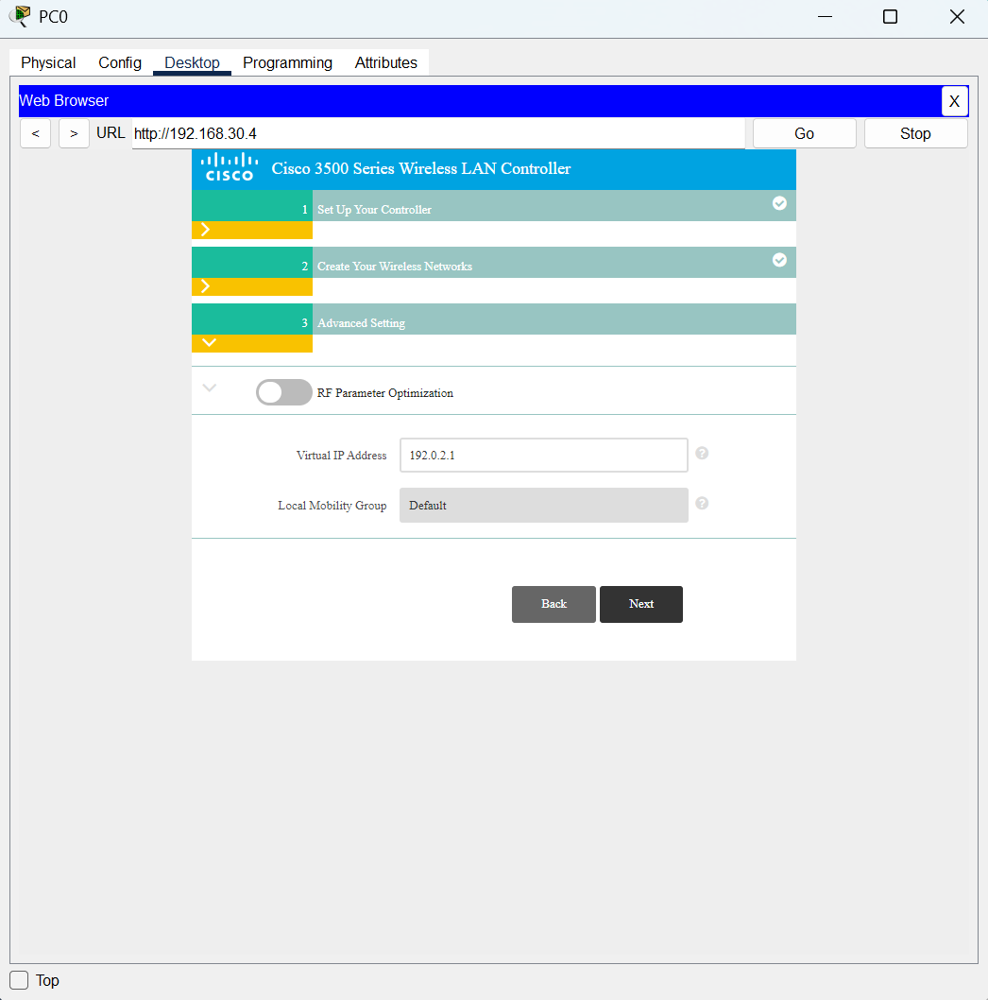 PC0
Physical Config Desktop Programming Attributes
Web Browser X
< > URL http://192.168.30.4 Go Stop
CISCO Cisco 3500 Series Wireless LAN Controller
1 Set Up Your Controller
2 Create Your Wireless Networks
3 Advanced Setting
RF Parameter Optimization
Virtual IP Address 192.0.2.1 ?
Local Mobility Group Default ?
Back Next
Top